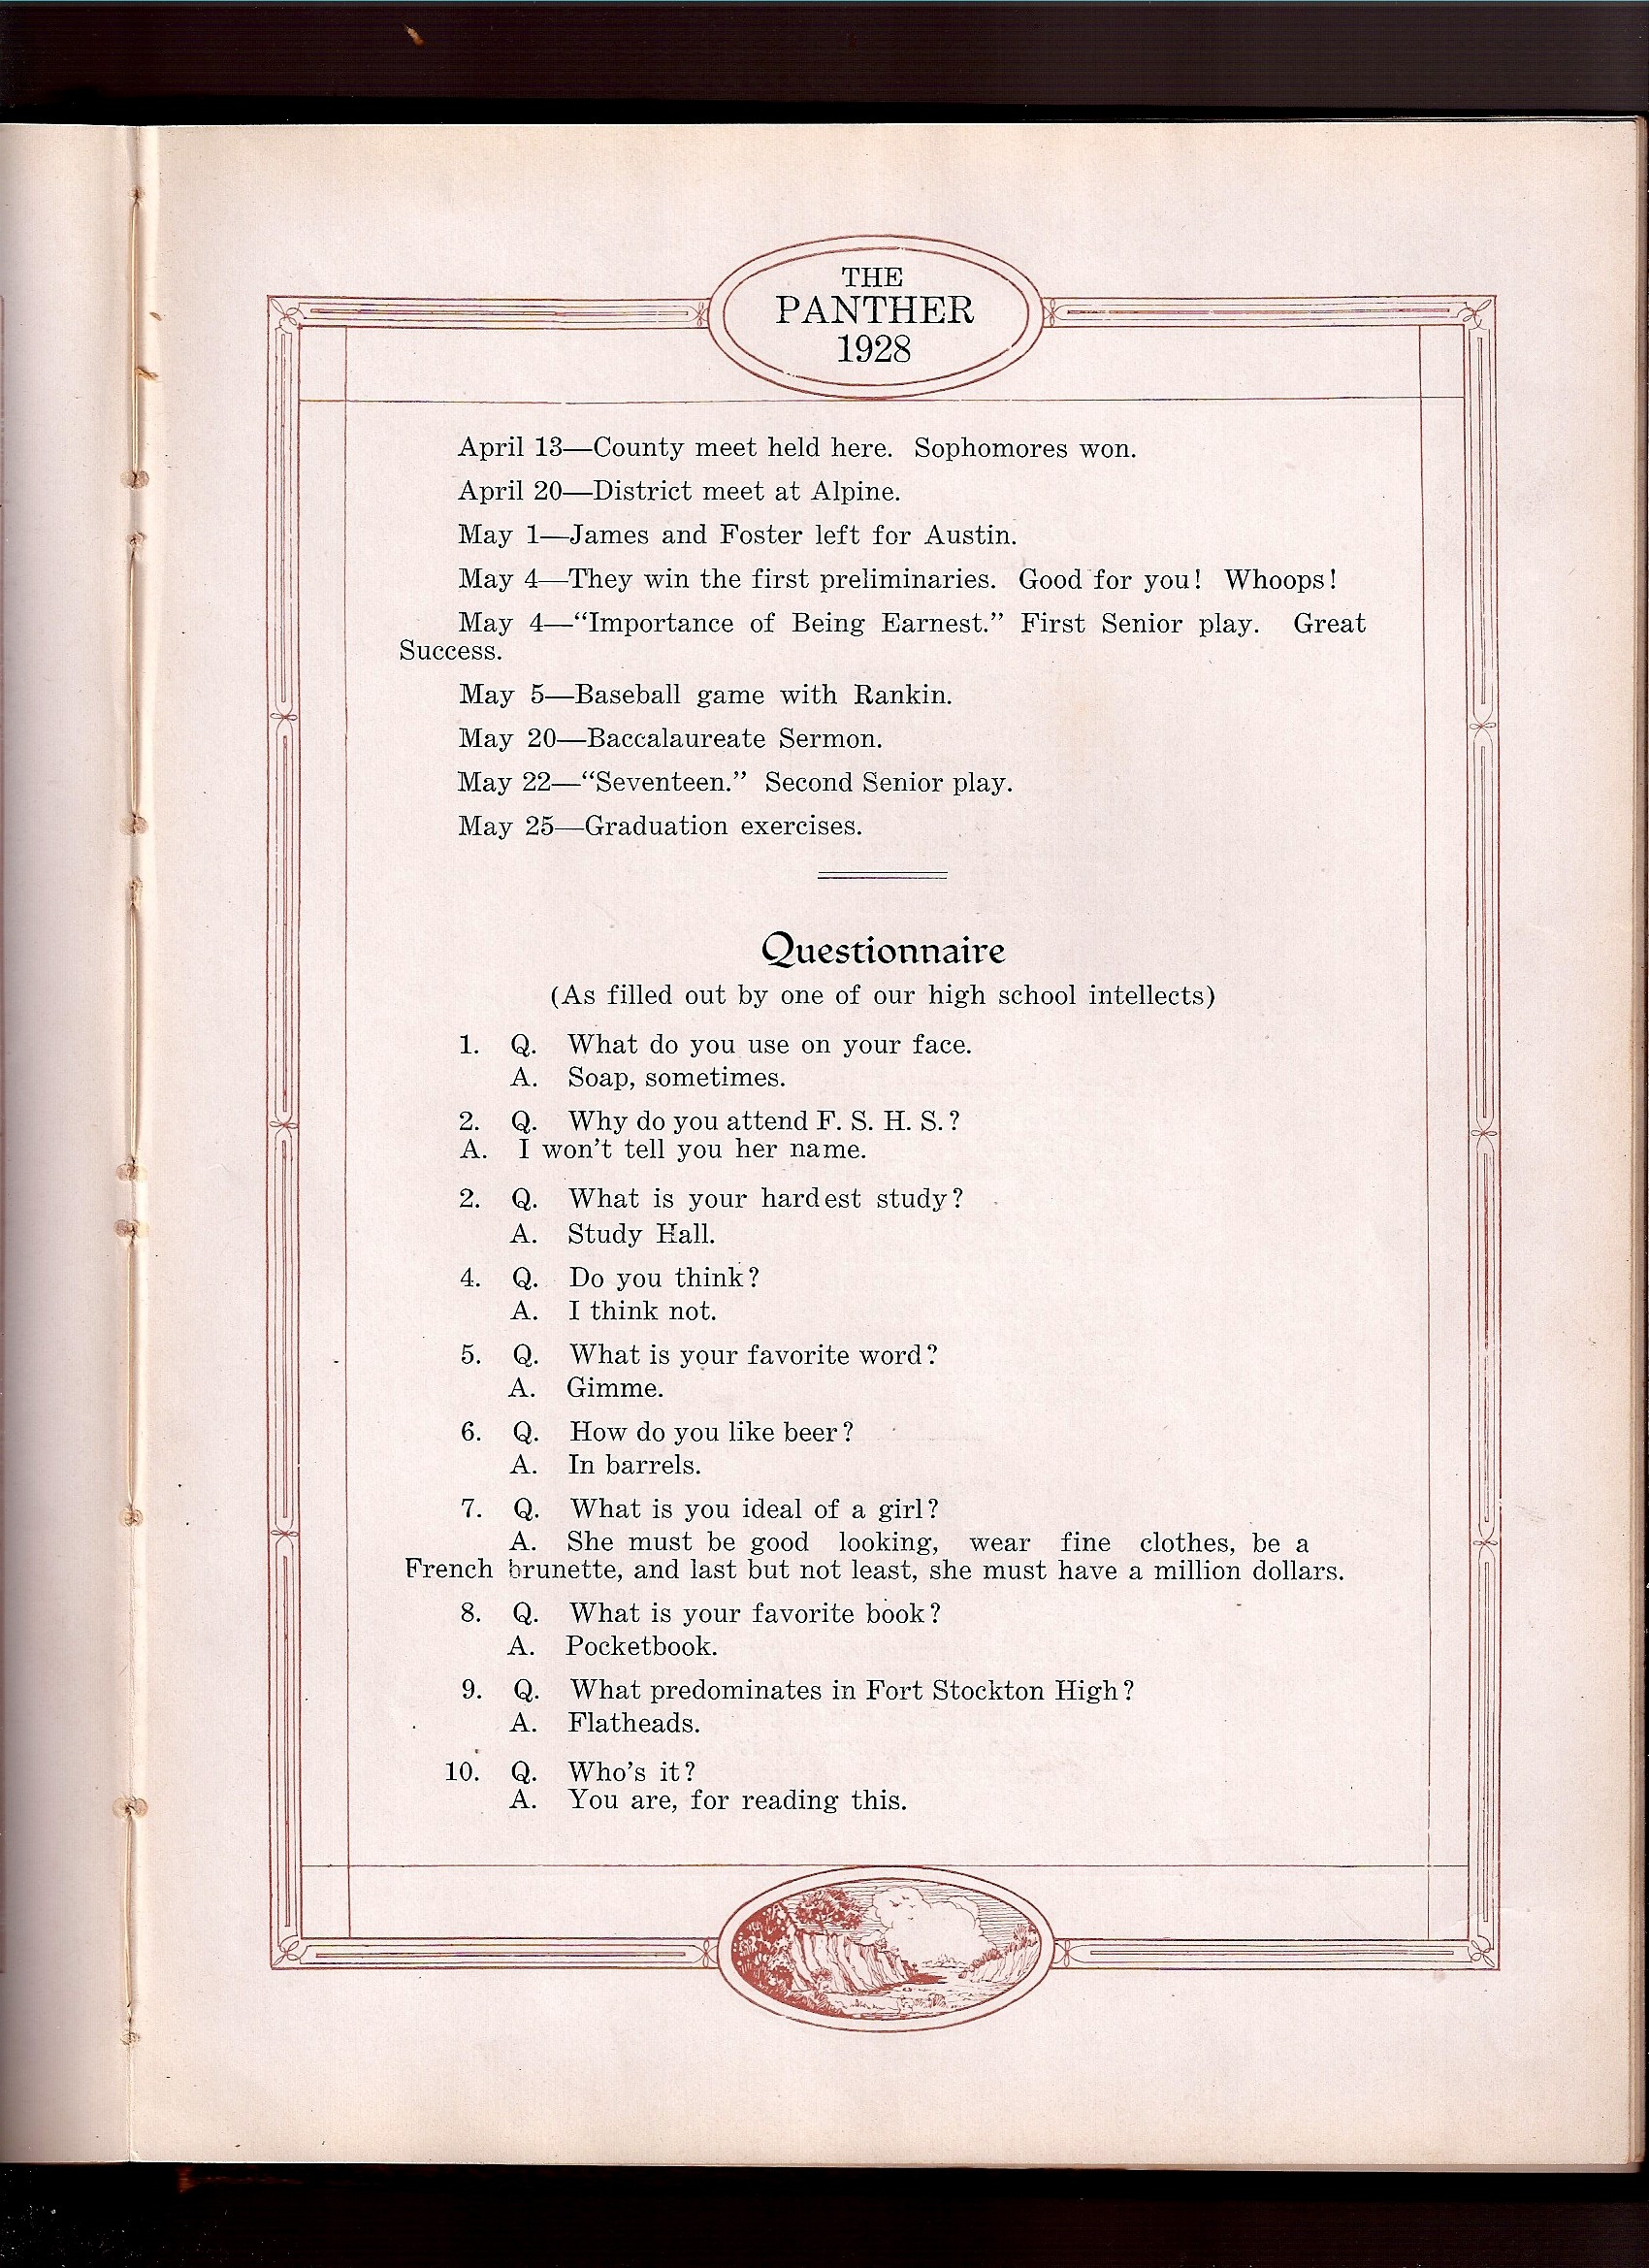 THE
PANTHER
1928
April 13—County meet held here. Sophomores won.
April 20—District meet at Alpine.
May 1—James and Foster left for Austin.
May 4—They win the first preliminaries. Good for you! Whoops!
May 4—“Importance of Being Earnest.” First Senior play. Great
Success.
May 5—Baseball game with Rankin.
May 20—Baccalaureate Sermon.
May 22—“Seventeen.” Second Senior play.
May 25—Graduation exercises.
Questionnaire
(As filled out by one of our high school intellects)
1. Q. What do you use on your face.
A. Soap, sometimes.
2. Q. Why do you attend F. S. H. S.?
A. I won’t tell you her name.
2. Q. What is your hardest study?
A. Study Hall.
4. Q. Do you think?
A. I think not.
5. Q. What is your favorite word?
A. Gimme.
6. Q. How do you like beer?
A. In barrels.
7. Q. What is you ideal of a girl?
A. She must be good looking, wear fine clothes, be a
French brunette, and last but not least, she must have a million dollars.
8. Q. What is your favorite book?
A. Pocketbook.
9. Q. What predominates in Fort Stockton High?
A. Flatheads.
10. Q. Who’s it?
A. You are, for reading this.